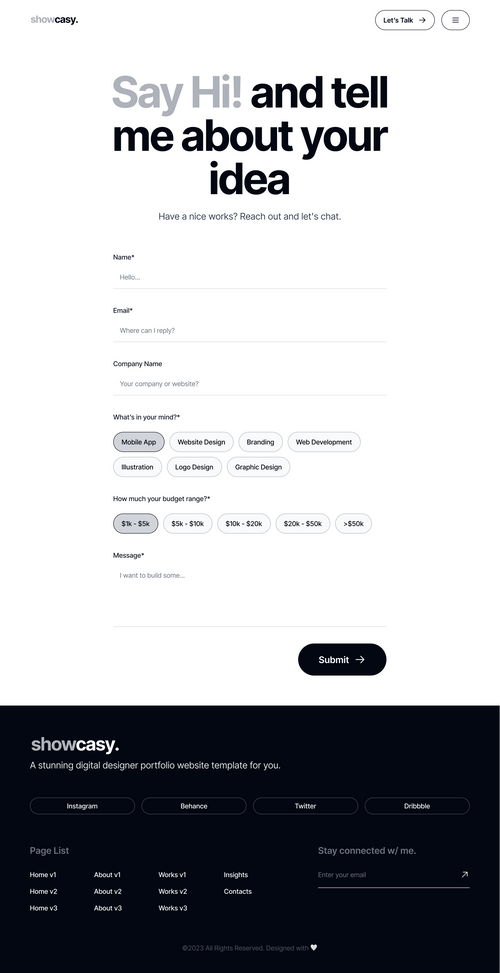 showcasy.
Let's Talk
Say Hi! and tell
me about your
idea
Have a nice works? Reach out and let's chat.
Name*
Hello...
Email*
Where can I reply?
Company Name
Your company or website?
What's in your mind?*
Mobile App Website Design Branding Web Development
Illustration Logo Design Graphic Design
How much your budget range?*
$1k - $5k $5k - $10k $10k - $20k $20k - $50k >$50k
Message*
I want to build some...
Submit
showcasy.
A stunning digital designer portfolio website template for you.
Instagram Behance Twitter Dribbble
Page List
Home v1 About v1 Works v1 Insights
Home v2 About v2 Works v2 Contacts
Home v3 About v3 Works v3
Stay connected w/ me.
Enter your email
©2023 All Rights Reserved. Designed with 🤍